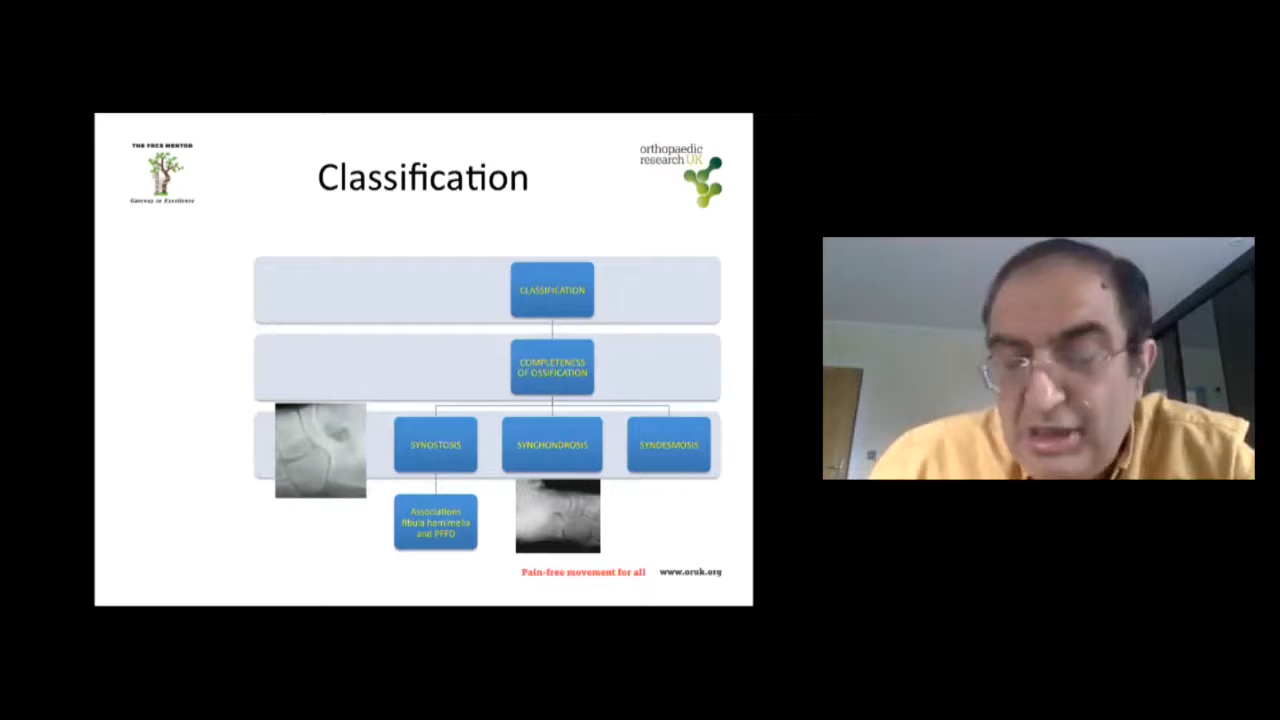 THE FRCS MENTOR
Gateway to Excellence
Classification
orthopaedic
research UK
CLASSIFICATION
COMPLETENESS
OF OSSIFICATION
SYNOSTOSIS
SYNCHONDROSIS
SYNDESMOSIS
Associations
fibula hemimelia
and PFFD
Pain-free movement for all
www.oruk.org